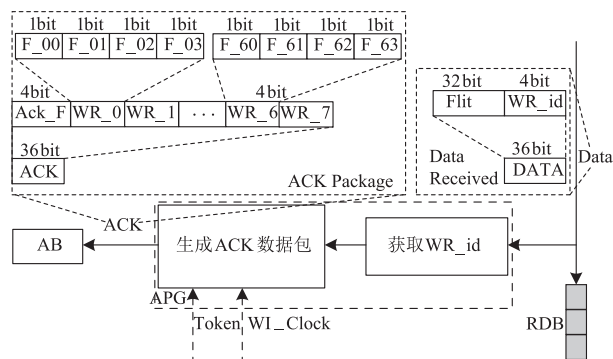 1bit 1bit 1bit 1bit
F_00 F_01 F_02 F_03
1bit 1bit 1bit 1bit
F_60 F_61 F_62 F_63
4bit 4bit
Ack_F WR_0 WR_1 ... WR_6 WR_7
36bit
ACK
ACK Package
32bit 4bit
Flit WR_id
36bit
DATA
Data
Received
Data
ACK
AB
生成ACK数据包
获取WR_id
APG
Token WI_Clock
RDB